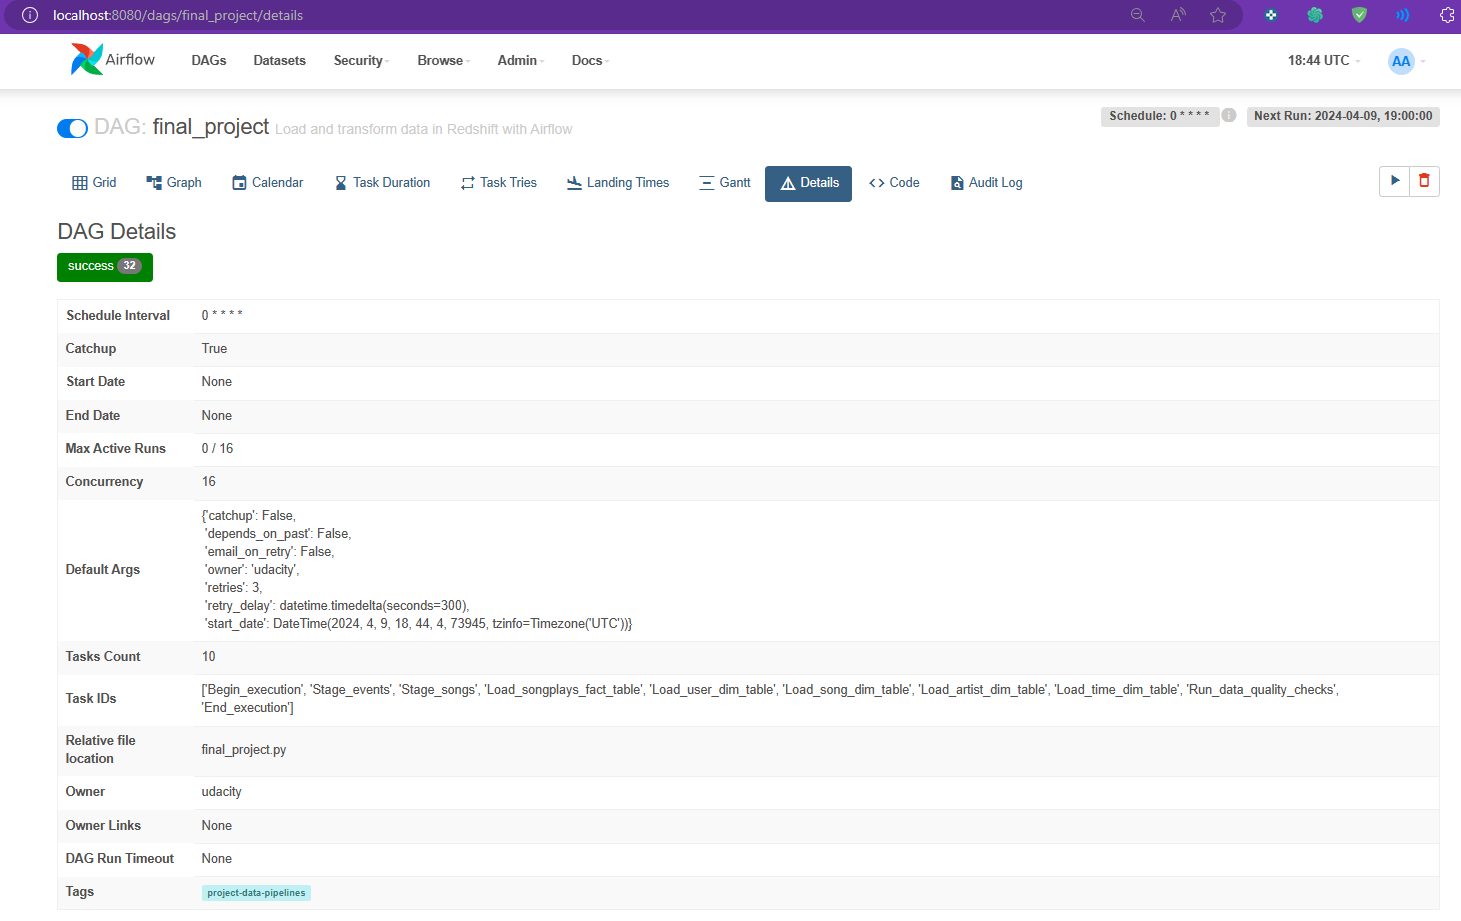 localhost:8080/dags/final_project/details
Airflow DAGs Datasets Security Browse Admin Docs 18:44 UTC AA
DAG: final_project Load and transform data in Redshift with Airflow Schedule: 0 * * * * Next Run: 2024-04-09, 19:00:00
Grid Graph Calendar Task Duration Task Tries Landing Times Gantt Details Code Audit Log
DAG Details
success 32
Schedule Interval 0 * * * *
Catchup True
Start Date None
End Date None
Max Active Runs 0 / 16
Concurrency 16
Default Args
{'catchup': False,
'depends_on_past': False,
'email_on_retry': False,
'owner': 'udacity',
'retries': 3,
'retry_delay': datetime.timedelta(seconds=300),
'start_date': DateTime(2024, 4, 9, 18, 44, 4, 73945, tzinfo=Timezone('UTC'))}
Tasks Count 10
Task IDs
['Begin_execution', 'Stage_events', 'Stage_songs', 'Load_songplays_fact_table', 'Load_user_dim_table', 'Load_song_dim_table', 'Load_artist_dim_table', 'Load_time_dim_table', 'Run_data_quality_checks',
'End_execution']
Relative file
location
final_project.py
Owner udacity
Owner Links None
DAG Run Timeout None
Tags project-data-pipelines